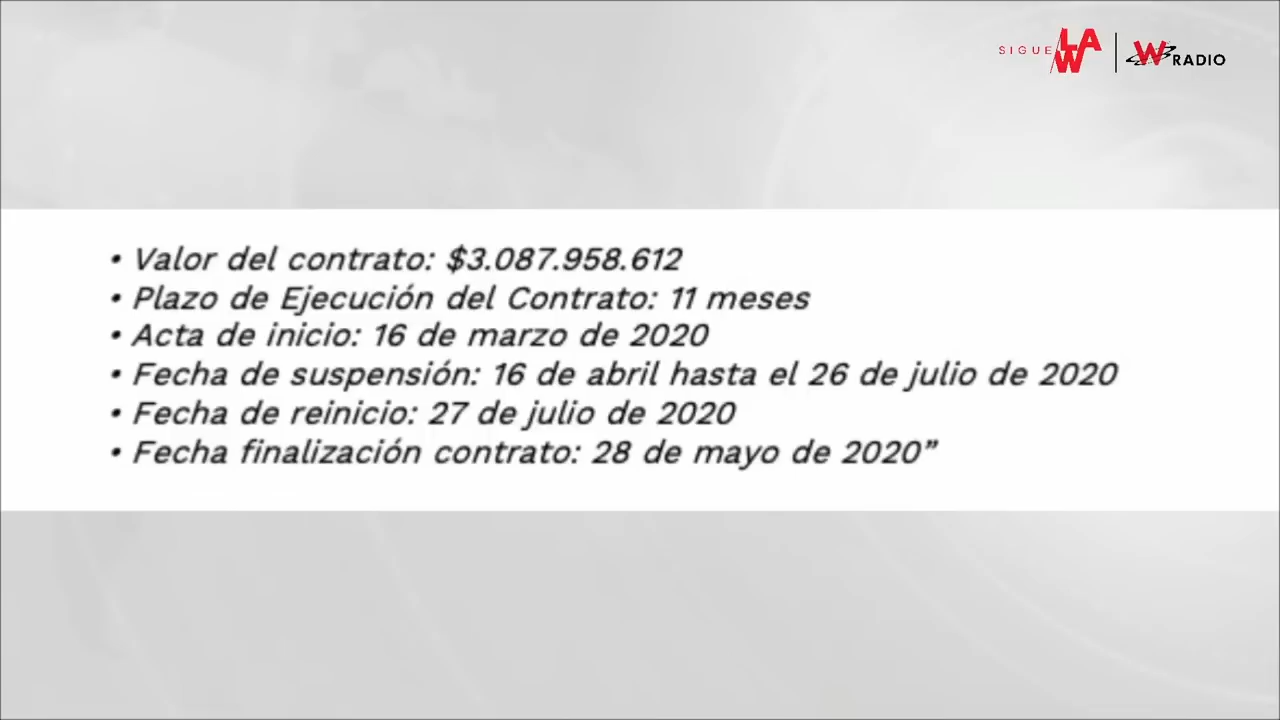 SIGUE LA W W RADIO
• Valor del contrato: $3.087.958.612
• Plazo de Ejecución del Contrato: 11 meses
• Acta de inicio: 16 de marzo de 2020
• Fecha de suspensión: 16 de abril hasta el 26 de julio de 2020
• Fecha de reinicio: 27 de julio de 2020
• Fecha finalización contrato: 28 de mayo de 2020”